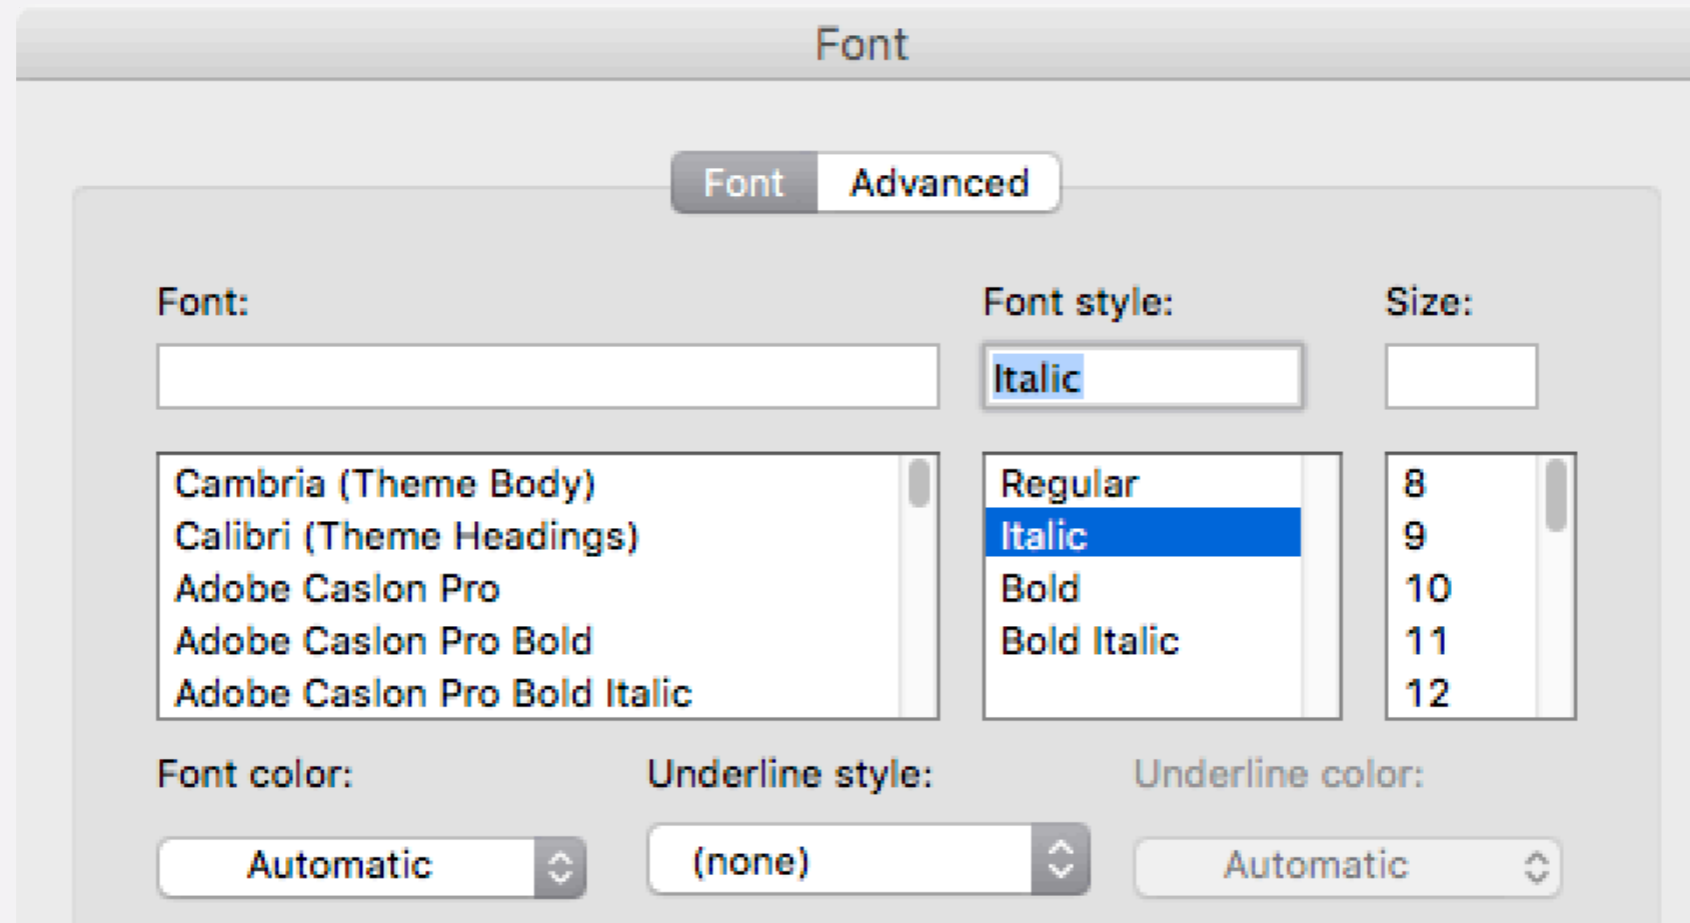 Font
Font Advanced
Font: Font style: Size:
Italic
Cambria (Theme Body)
Calibri (Theme Headings)
Adobe Caslon Pro
Adobe Caslon Pro Bold
Adobe Caslon Pro Bold Italic
Regular
Italic
Bold
Bold Italic
8
9
10
11
12
Font color: Underline style: Underline color:
Automatic (none) Automatic